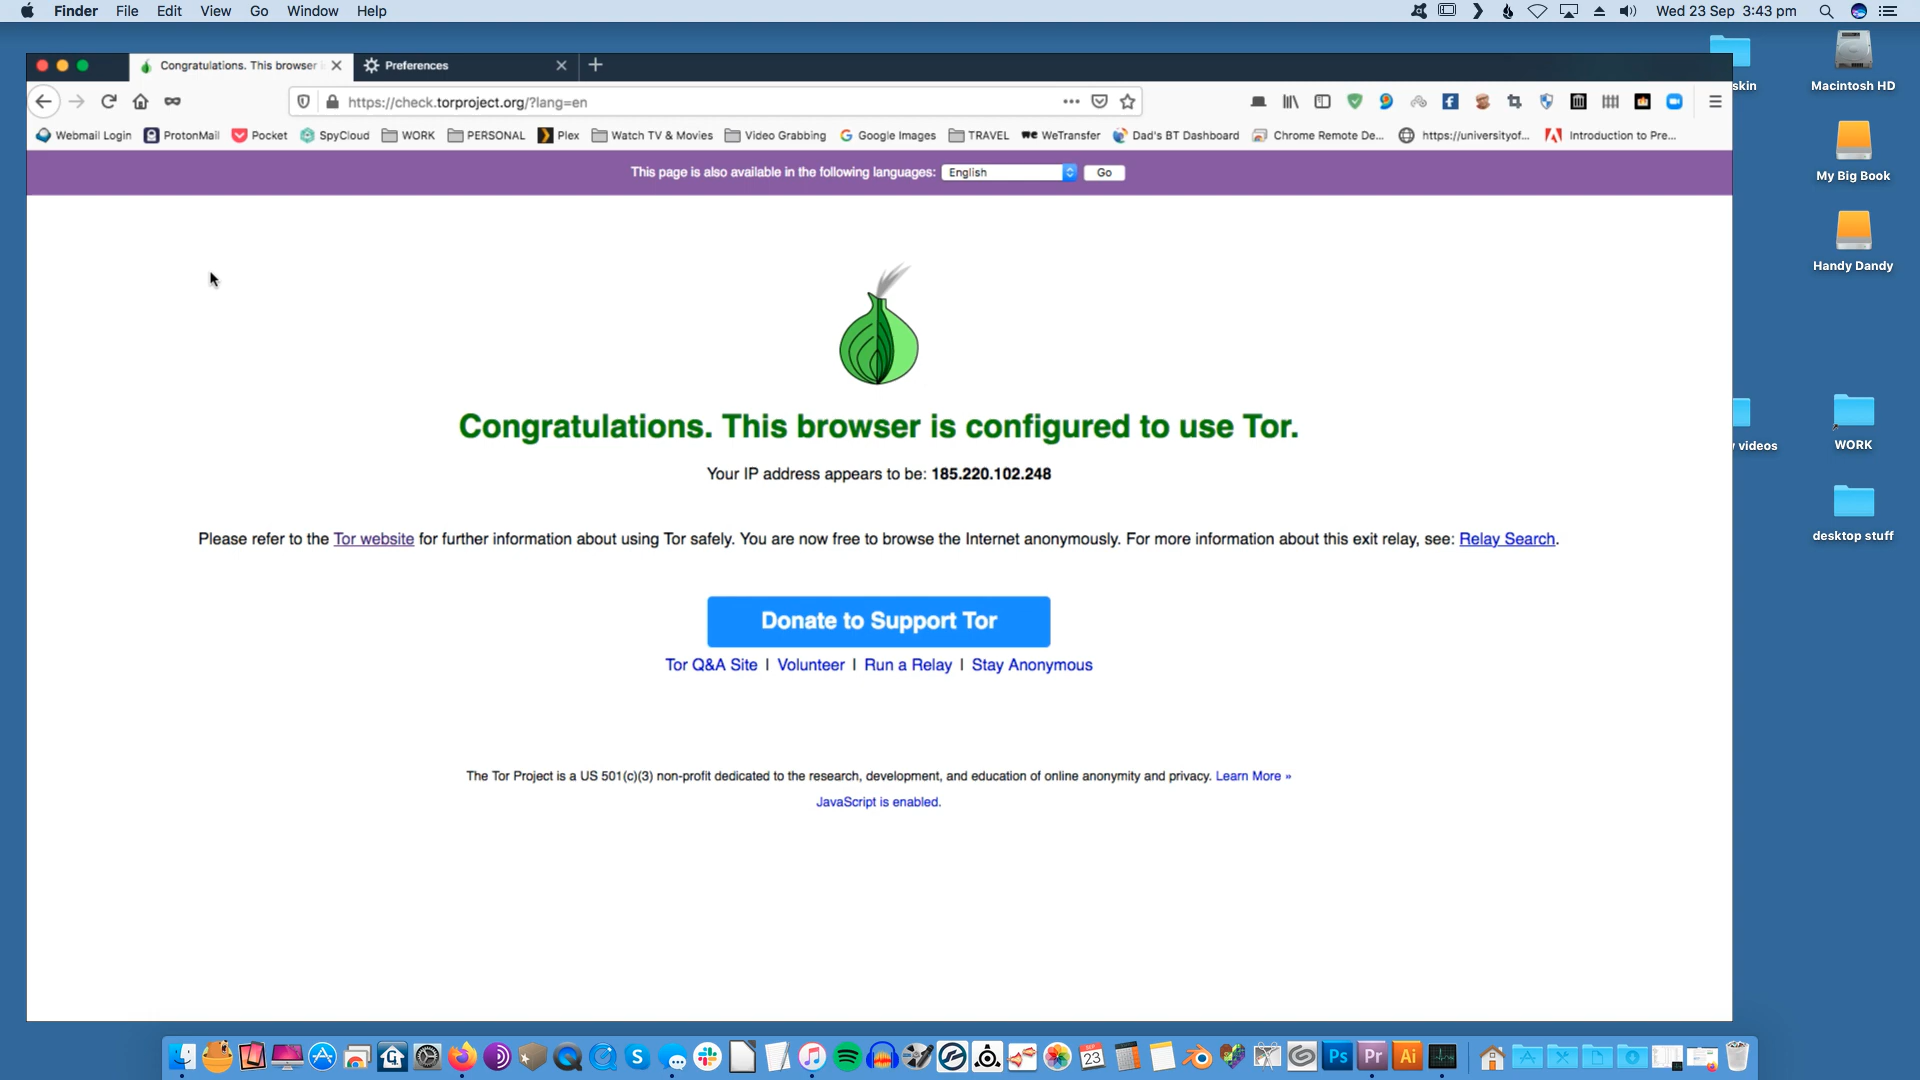 Finder File Edit View Go Window Help
Wed 23 Sep 3:43 pm
Congratulations. This browser
Preferences
https://check.torproject.org/?lang=en
Webmail Login ProtonMail Pocket SpyCloud WORK PERSONAL Plex Watch TV & Movies Video Grabbing Google Images TRAVEL WeTransfer Dad's BT Dashboard Chrome Remote De... https://universityof... Introduction to Pre...
This page is also available in the following languages: English Go
Congratulations. This browser is configured to use Tor.
Your IP address appears to be: 185.220.102.248
Please refer to the Tor website for further information about using Tor safely. You are now free to browse the Internet anonymously. For more information about this exit relay, see: Relay Search.
Donate to Support Tor
Tor Q&A Site | Volunteer | Run a Relay | Stay Anonymous
The Tor Project is a US 501(c)(3) non-profit dedicated to the research, development, and education of online anonymity and privacy. Learn More »
JavaScript is enabled.
skin
Macintosh HD
My Big Book
Handy Dandy
videos
WORK
desktop stuff
SEP
23
Ps Pr Ai